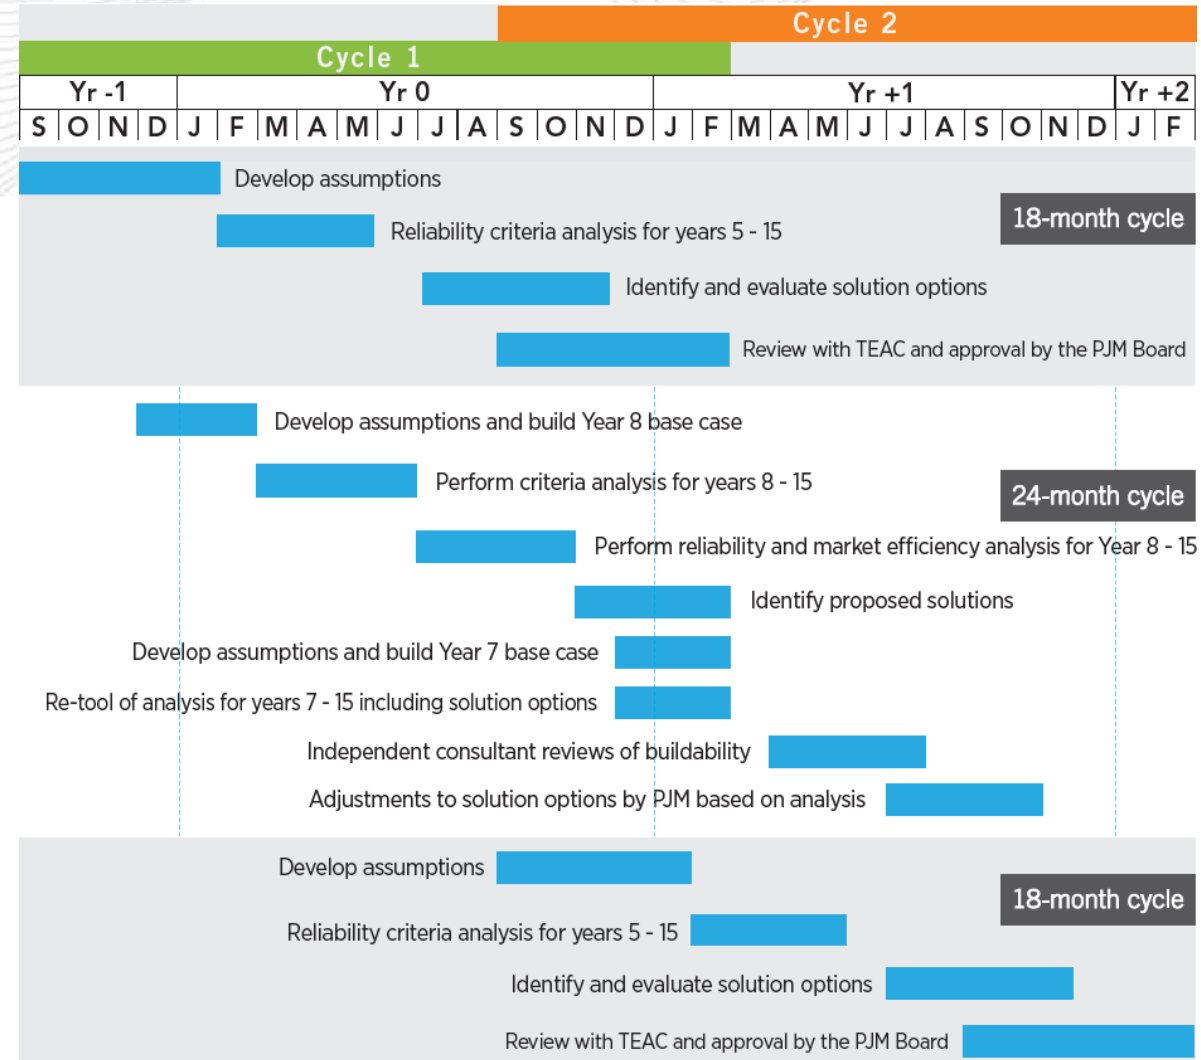 Cycle 2
Cycle 1
Yr -1 Yr 0 Yr +1 Yr +2
S O N D J F M A M J J A S O N D J F M A M J J A S O N D J F
Develop assumptions
18-month cycle
Reliability criteria analysis for years 5 - 15
Identify and evaluate solution options
Review with TEAC and approval by the PJM Board
Develop assumptions and build Year 8 base case
Perform criteria analysis for years 8 - 15
24-month cycle
Perform reliability and market efficiency analysis for Year 8 - 15
Identify proposed solutions
Develop assumptions and build Year 7 base case
Re-tool of analysis for years 7 - 15 including solution options
Independent consultant reviews of buildability
Adjustments to solution options by PJM based on analysis
Develop assumptions
18-month cycle
Reliability criteria analysis for years 5 - 15
Identify and evaluate solution options
Review with TEAC and approval by the PJM Board